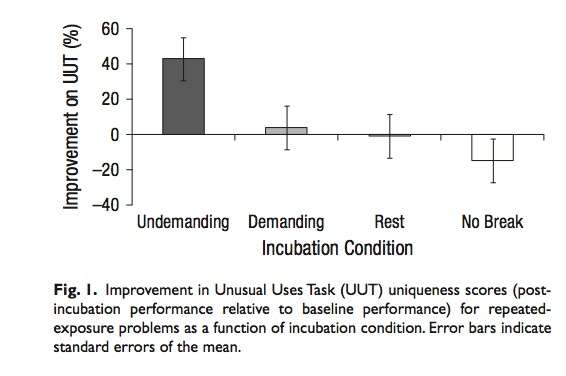 60
40
20
0
−20
−40
Improvement on UUT (%)
Undemanding Demanding Rest No Break
Incubation Condition
Fig. 1. Improvement in Unusual Uses Task (UUT) uniqueness scores (post-
incubation performance relative to baseline performance) for repeated-
exposure problems as a function of incubation condition. Error bars indicate
standard errors of the mean.